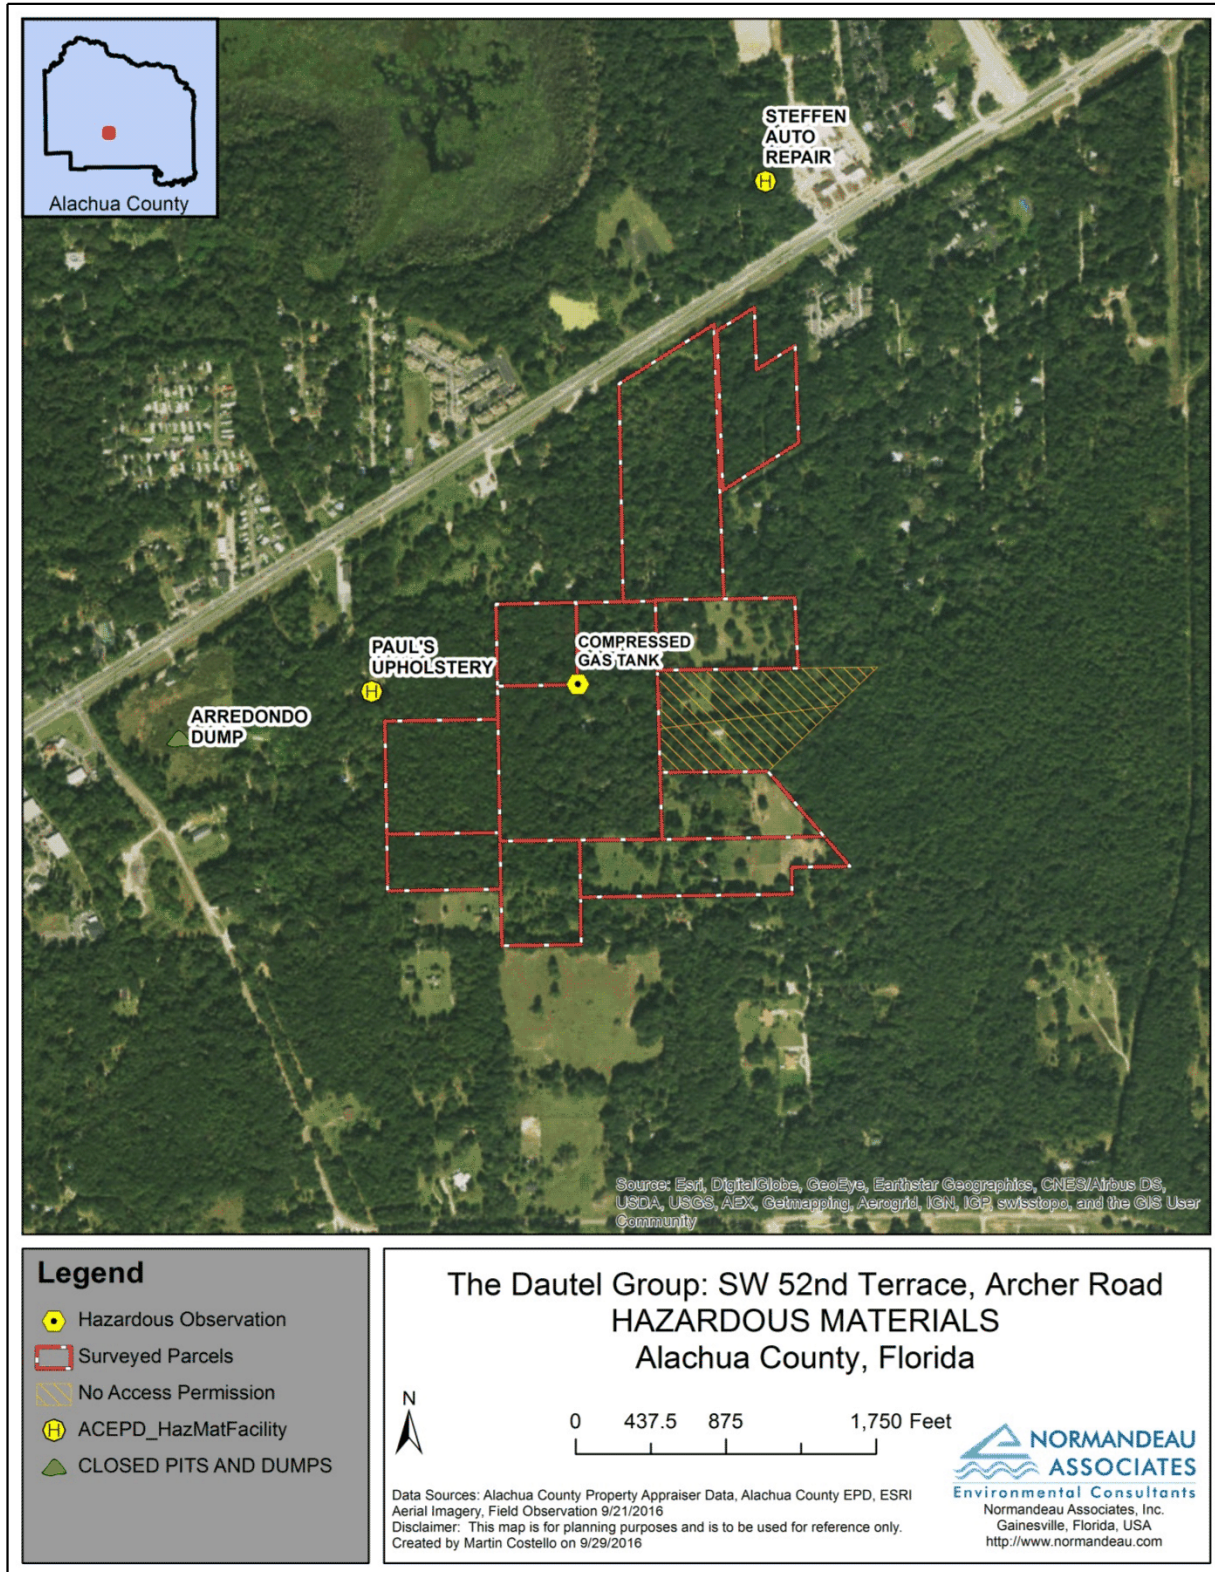 Alachua County
STEFFEN
AUTO
REPAIR
H
PAUL'S
UPHOLSTERY
H
COMPRESSED
GAS TANK
ARREDONDO
DUMP
Source: Esri, DigitalGlobe, GeoEye, Earthstar Geographics, CNES/Airbus DS,
USDA, USGS, AEX, Getmapping, Aerogrid, IGN, IGP, swisstopo, and the GIS User
Community
Legend
Hazardous Observation
Surveyed Parcels
No Access Permission
H ACEPD_HazMatFacility
CLOSED PITS AND DUMPS
The Dautel Group: SW 52nd Terrace, Archer Road
HAZARDOUS MATERIALS
Alachua County, Florida
N
0 437.5 875 1,750 Feet
Data Sources: Alachua County Property Appraiser Data, Alachua County EPD, ESRI
Aerial Imagery, Field Observation 9/21/2016
Disclaimer: This map is for planning purposes and is to be used for reference only.
Created by Martin Costello on 9/29/2016
NORMANDEAU
ASSOCIATES
Environmental Consultants
Normandeau Associates, Inc.
Gainesville, Florida, USA
http://www.normandeau.com